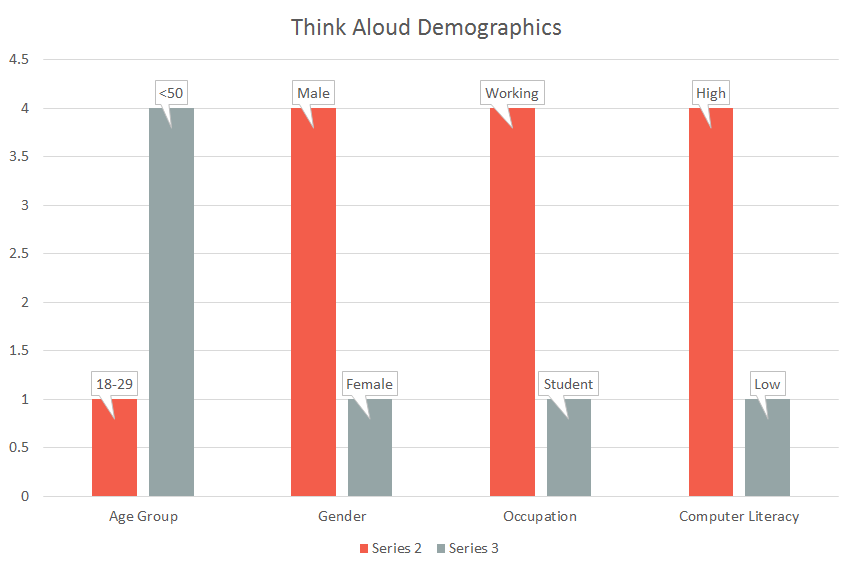 Think Aloud Demographics
4.5
4
3.5
3
2.5
2
1.5
1
0.5
0
<50
Male
Working
High
18-29
Female
Student
Low
Age Group
Gender
Occupation
Computer Literacy
Series 2
Series 3